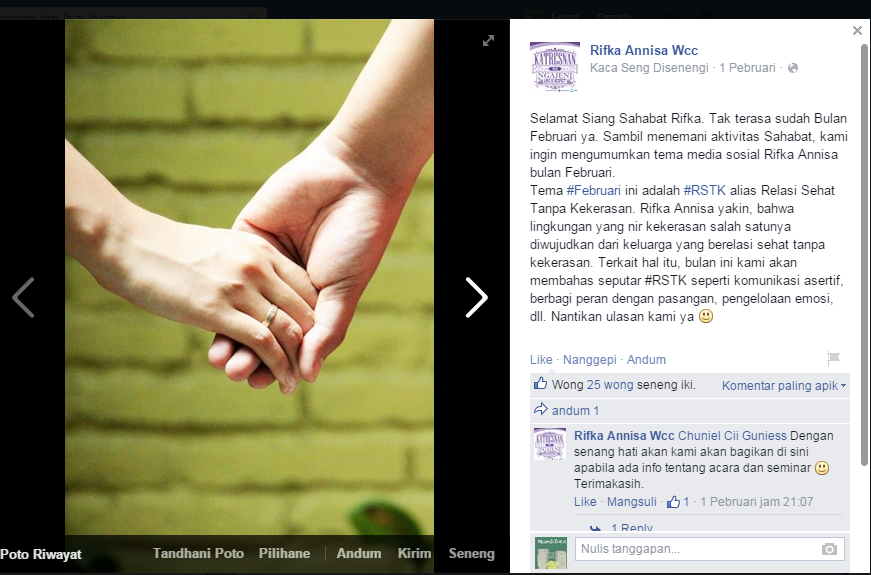 Rifka Annisa Wcc
Kaca Seng Disenengi · 1 Pebruari ·
KATRESNAN
NGAJENI
Selamat Siang Sahabat Rifka. Tak terasa sudah Bulan
Februari ya. Sambil menemani aktivitas Sahabat, kami
ingin mengumumkan tema media sosial Rifka Annisa
bulan Februari.
Tema #Februari ini adalah #RSTK alias Relasi Sehat
Tanpa Kekerasan. Rifka Annisa yakin, bahwa
lingkungan yang nir kekerasan salah satunya
diwujudkan dari keluarga yang berelasi sehat tanpa
kekerasan. Terkait hal itu, bulan ini kami akan
membahas seputar #RSTK seperti komunikasi asertif,
berbagi peran dengan pasangan, pengelolaan emosi,
dll. Nantikan ulasan kami ya
Like · Nanggepi · Andum
Wong 25 wong seneng iki.
Komentar paling apik
andum 1
Rifka Annisa Wcc Chuniel Cii Guniess Dengan
senang hati akan kami akan bagikan di sini
apabila ada info tentang acara dan seminar
Terimakasih.
Like · Mangsuli · 1 · 1 Pebruari jam 21:07
1 Reply
Nulis tanggapan...
Poto Riwayat
Tandhani Poto Pilihane Andum Kirim Seneng